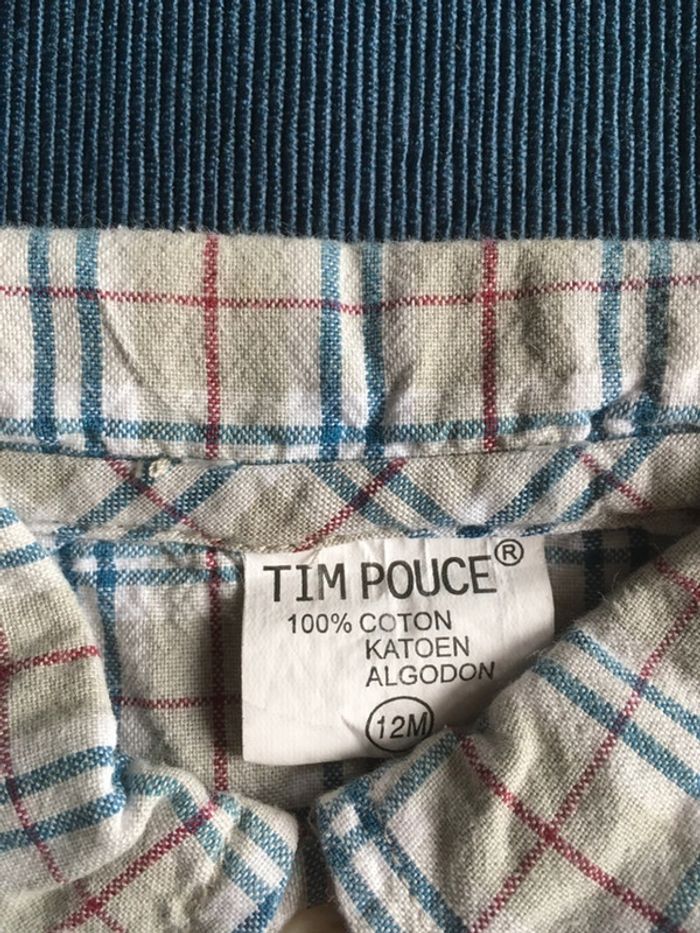 TIM POUCE®
100% COTON
KATOEN
ALGODON
12M